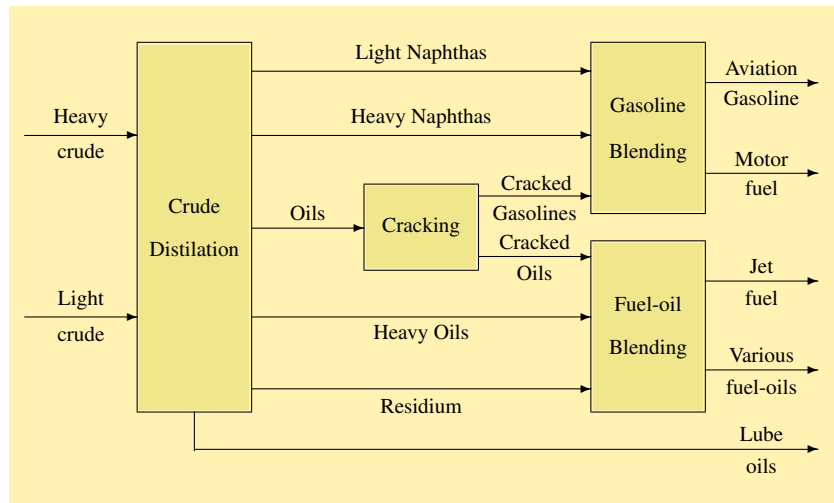 Light Naphthas
Aviation
Gasoline
Heavy
crude
Heavy Naphthas
Gasoline
Blending
Motor
fuel
Crude
Distilation
Oils
Cracking
Cracked
Gasolines
Cracked
Oils
Light
crude
Heavy Oils
Fuel-oil
Blending
Jet
fuel
Various
fuel-oils
Residium
Lube
oils